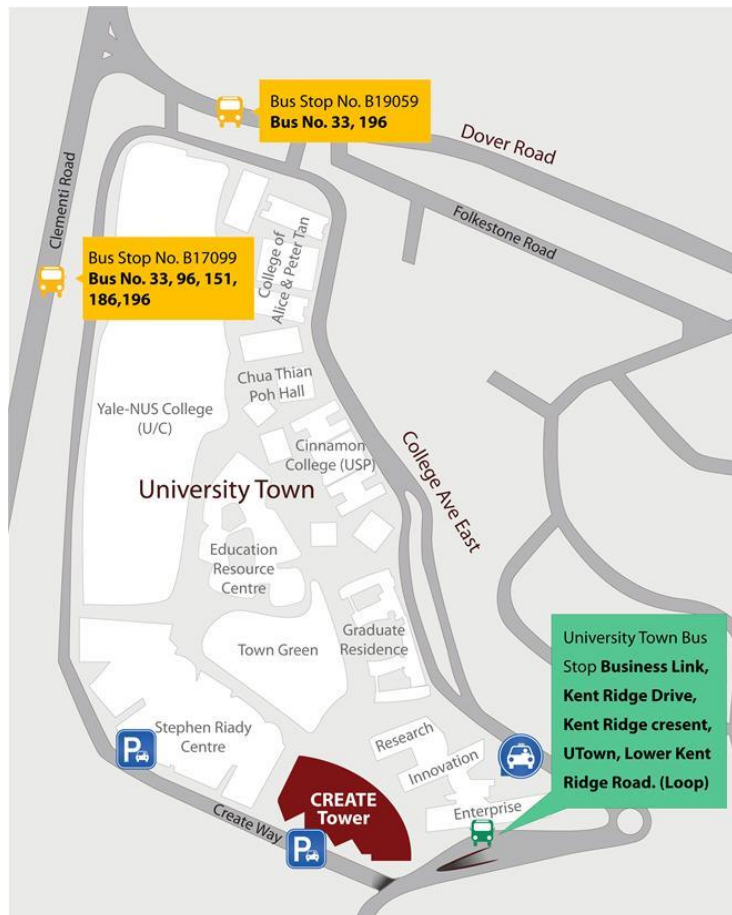 Bus Stop No. B19059
Bus No. 33, 196
Dover Road
Folkestone Road
Clementi Road
Bus Stop No. B17099
Bus No. 33, 96, 151,
186,196
College of
Alice & Peter Tan
Chua Thian
Poh Hall
Yale-NUS College
(U/C)
Cinnamon
College (USP)
College Ave East
University Town
Education
Resource
Centre
Graduate
Residence
Town Green
University Town Bus
Stop Business Link,
Kent Ridge Drive,
Kent Ridge cresent,
UTown, Lower Kent
Ridge Road. (Loop)
Stephen Riady
Centre
Research
Innovation
Enterprise
P
CREATE
Tower
Create Way
P